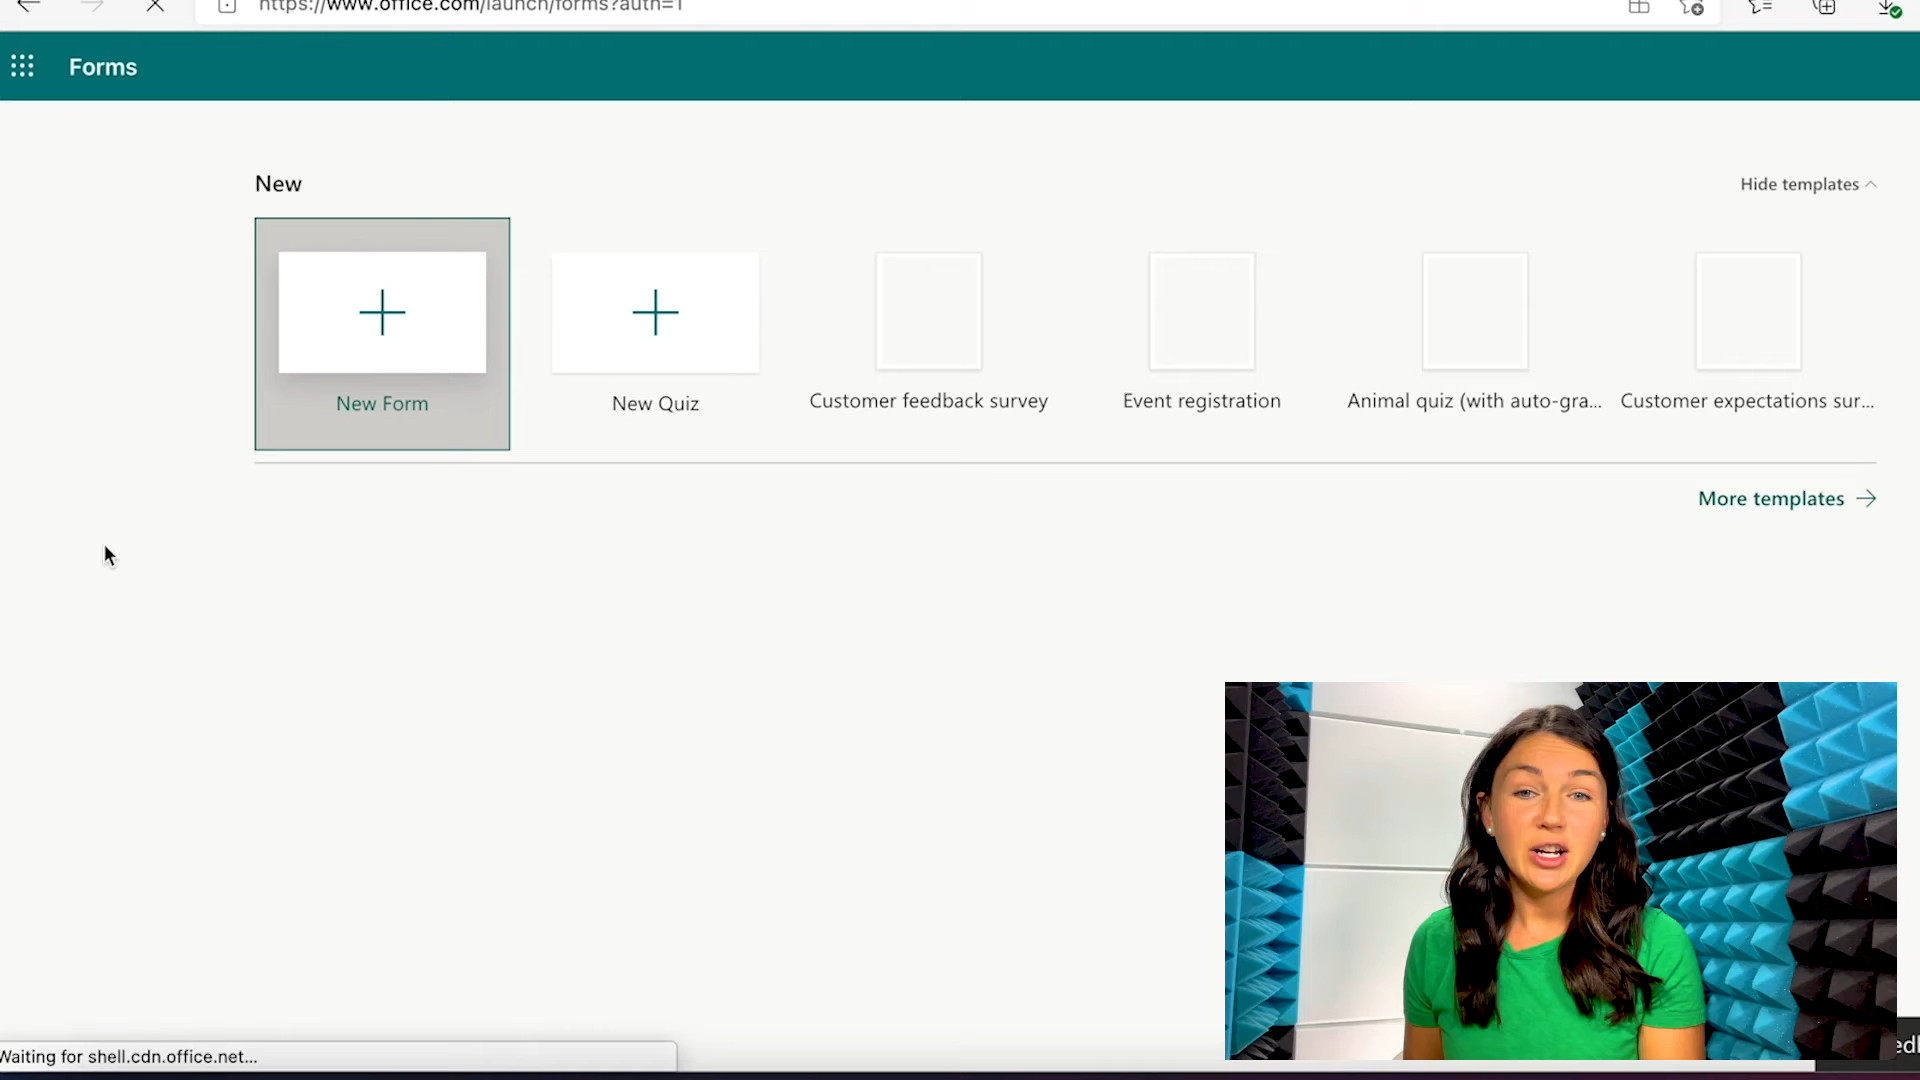 https://www.office.com/launch/forms?auth=1
Forms
New
Hide templates
New Form
New Quiz
Customer feedback survey
Event registration
Animal quiz (with auto-gra...
Customer expectations sur...
More templates
Waiting for shell.cdn.office.net...